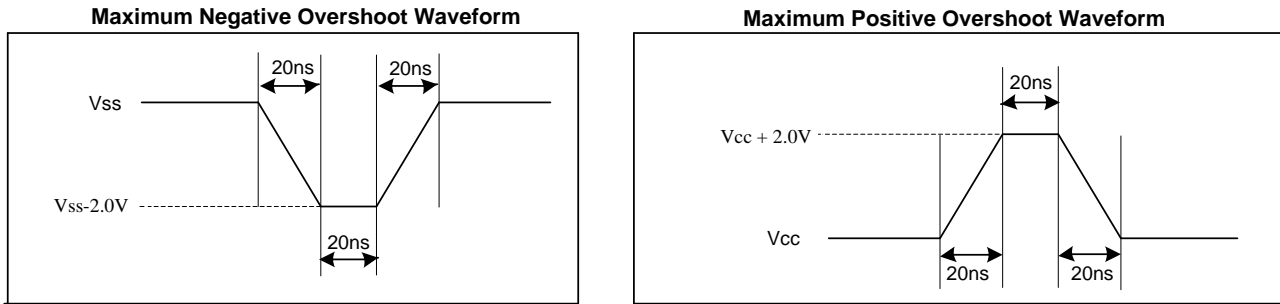 Maximum Negative Overshoot Waveform
20ns
20ns
Vss
Vss-2.0V
20ns
Maximum Positive Overshoot Waveform
20ns
Vcc + 2.0V
Vcc
20ns
20ns